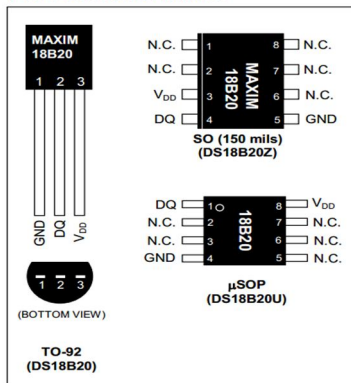 MAXIM
18B20
1 2 3
GND DQ VDD
1 2 3
(BOTTOM VIEW)
TO-92
(DS18B20)
N.C. 1 8 N.C.
N.C. 2 7 N.C.
VDD 3 6 N.C.
DQ 4 5 GND
MAXIM
18B20
SO (150 mils)
(DS18B20Z)
DQ 1 8 VDD
N.C. 2 7 N.C.
N.C. 3 6 N.C.
GND 4 5 N.C.
18B20
µSOP
(DS18B20U)